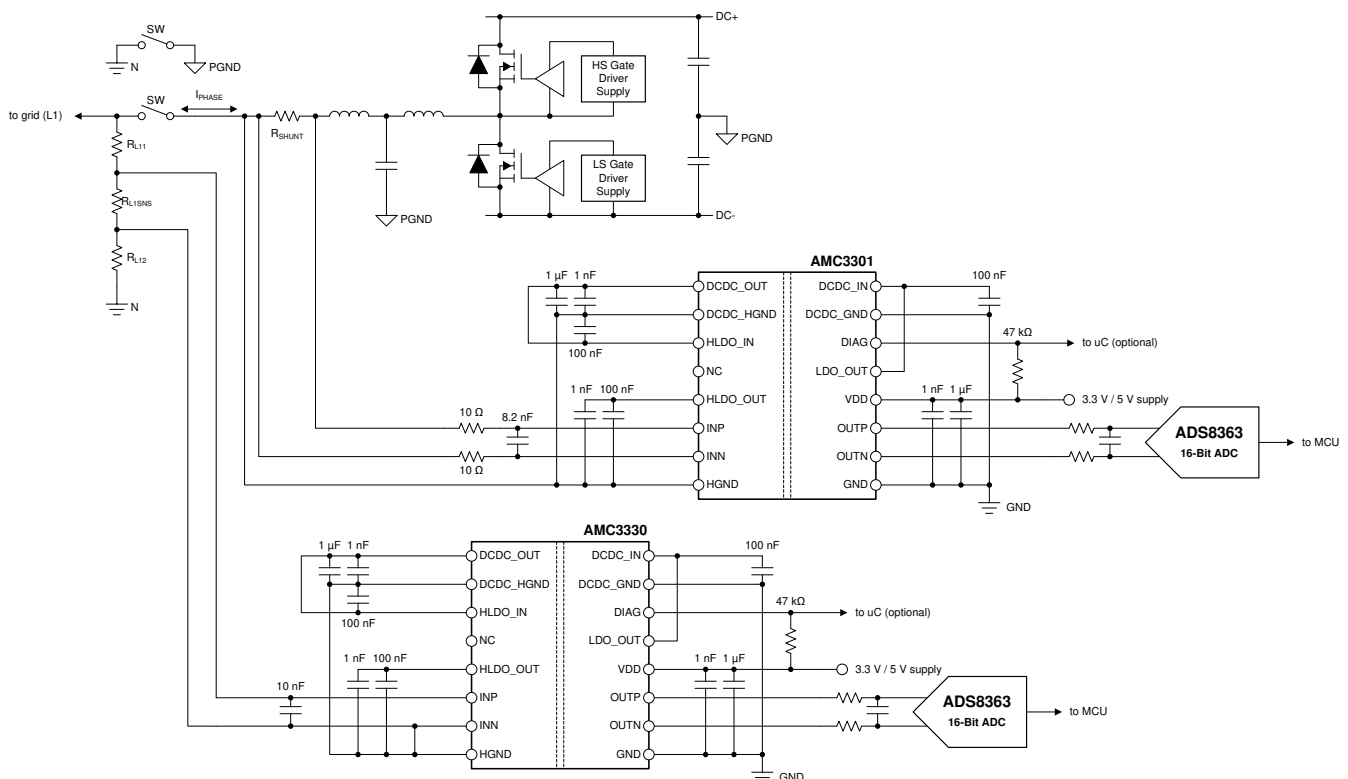 SW
N
PGND
DC+
HS Gate
Driver
Supply
to grid (L1)
SW
I_PHASE
R_SHUNT
PGND
R_L11
R_L1SNS
R_L12
N
PGND
LS Gate
Driver
Supply
DC-
AMC3301
1 µF 1 nF
100 nF
1 nF 100 nF
10 Ω
8.2 nF
10 Ω
DCDC_OUT
DCDC_HGND
HLDO_IN
NC
HLDO_OUT
INP
INN
HGND
DCDC_IN
DCDC_GND
DIAG
LDO_OUT
VDD
OUTP
OUTN
GND
100 nF
47 kΩ
to uC (optional)
1 nF 1 µF
3.3 V / 5 V supply
ADS8363
16-Bit ADC
to MCU
GND
AMC3330
1 µF 1 nF
100 nF
1 nF 100 nF
10 nF
DCDC_OUT
DCDC_HGND
HLDO_IN
NC
HLDO_OUT
INP
INN
HGND
DCDC_IN
DCDC_GND
DIAG
LDO_OUT
VDD
OUTP
OUTN
GND
100 nF
47 kΩ
to uC (optional)
1 nF 1 µF
3.3 V / 5 V supply
ADS8363
16-Bit ADC
to MCU
GND